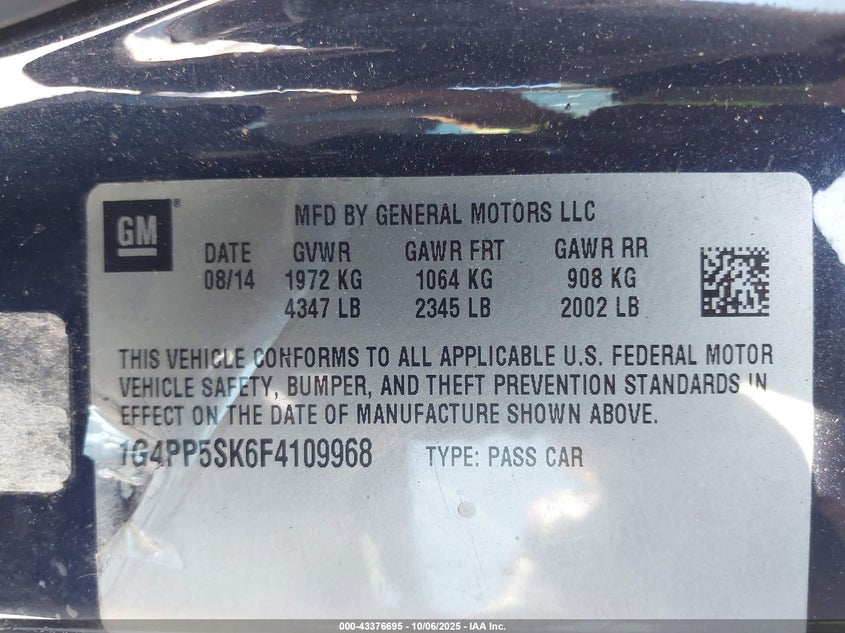 GM®
MFD BY GENERAL MOTORS LLC
DATE GVWR GAWR FRT GAWR RR
08/14 1972 KG 1064 KG 908 KG
4347 LB 2345 LB 2002 LB
THIS VEHICLE CONFORMS TO ALL APPLICABLE U.S. FEDERAL MOTOR
VEHICLE SAFETY, BUMPER, AND THEFT PREVENTION STANDARDS IN
EFFECT ON THE DATE OF MANUFACTURE SHOWN ABOVE.
1G4PP5SK6F4109968 TYPE: PASS CAR
000-43376695 - 10/06/2025 - IAA Inc.